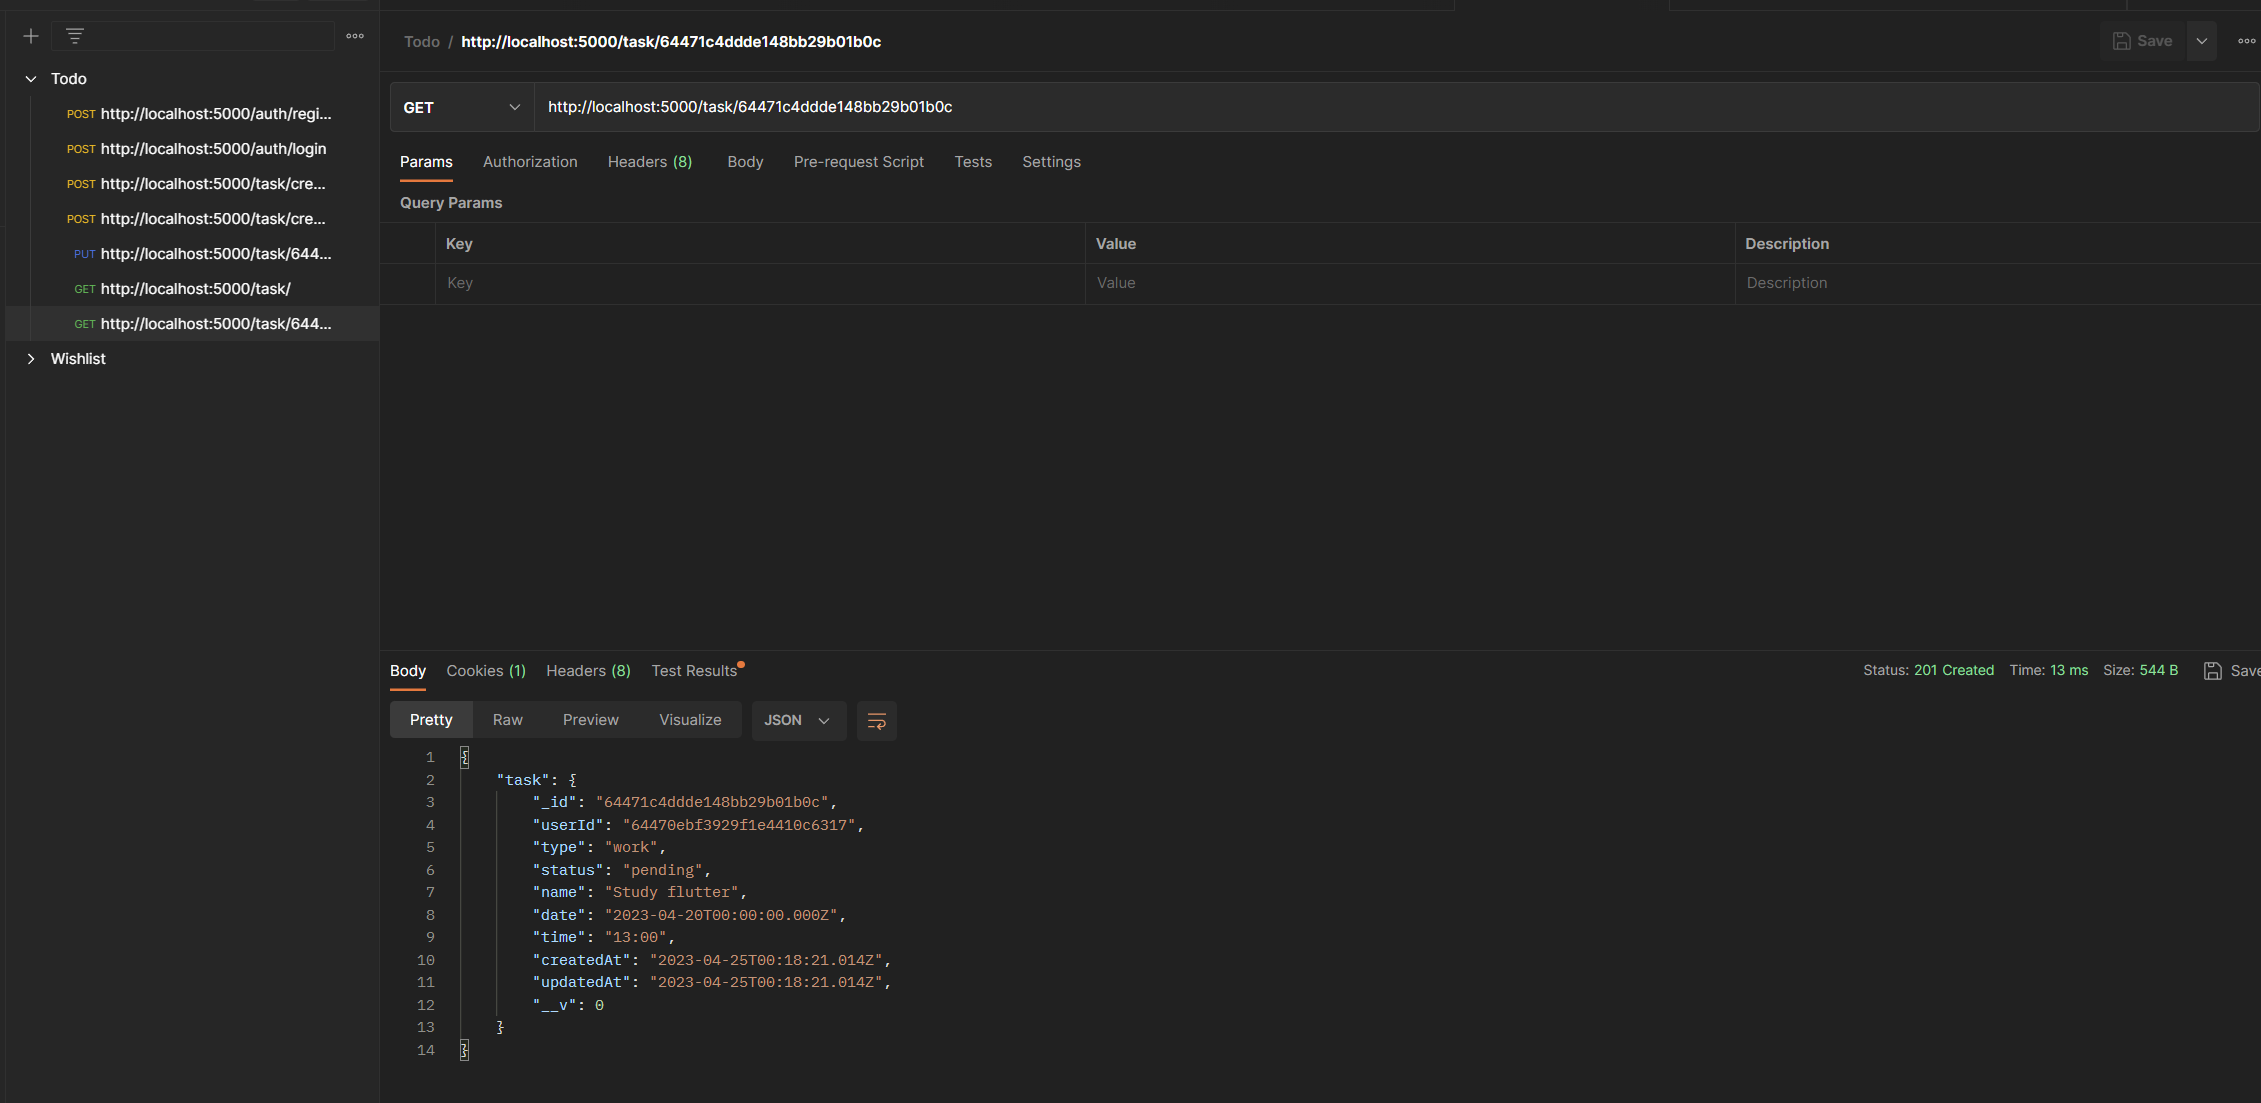 Todo
POST http://localhost:5000/auth/regi...
POST http://localhost:5000/auth/login
POST http://localhost:5000/task/cre...
POST http://localhost:5000/task/cre...
PUT http://localhost:5000/task/644...
GET http://localhost:5000/task/
GET http://localhost:5000/task/644...
Wishlist
Todo / http://localhost:5000/task/64471c4ddde148bb29b01b0c
Save
GET http://localhost:5000/task/64471c4ddde148bb29b01b0c
Params Authorization Headers (8) Body Pre-request Script Tests Settings
Query Params
Key Value Description
Key Value Description
Body Cookies (1) Headers (8) Test Results
Status: 201 Created Time: 13 ms Size: 544 B Save
Pretty Raw Preview Visualize JSON
1 {
2 "task": {
3 "_id": "64471c4ddde148bb29b01b0c",
4 "userId": "64470ebf3929f1e4410c6317",
5 "type": "work",
6 "status": "pending",
7 "name": "Study flutter",
8 "date": "2023-04-20T00:00:00.000Z",
9 "time": "13:00",
10 "createdAt": "2023-04-25T00:18:21.014Z",
11 "updatedAt": "2023-04-25T00:18:21.014Z",
12 "__v": 0
13 }
14 }